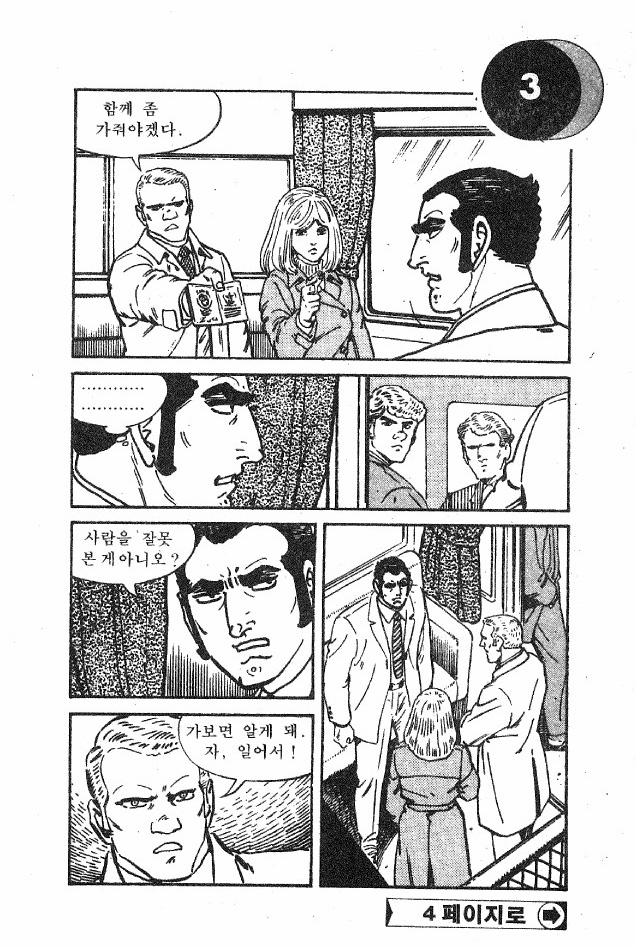 3
함께 좀
가줘야겠다.
............
............
사람을 잘못
본 게 아니오?
가보면 알게 돼.
자, 일어서!
4 페이지로